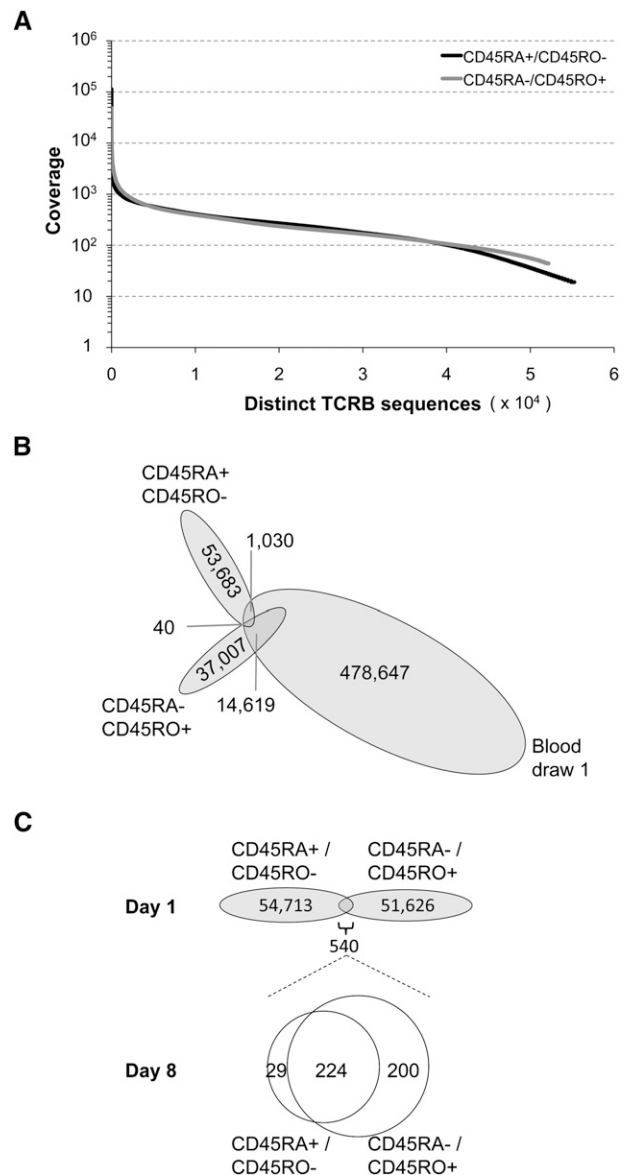 A
10⁶
10⁵
10⁴
10³
10²
10
1
Coverage
CD45RA+/CD45RO-
CD45RA-/CD45RO+
0
1
2
3
4
5
6
Distinct TCRB sequences ( x 10⁴ )
B
CD45RA+
CD45RO-
53,683
1,030
40
37,007
14,619
478,647
CD45RA-
CD45RO+
Blood
draw 1
C
CD45RA+ /
CD45RO-
CD45RA- /
CD45RO+
Day 1
54,713
51,626
540
Day 8
29
224
200
CD45RA+ /
CD45RO-
CD45RA- /
CD45RO+